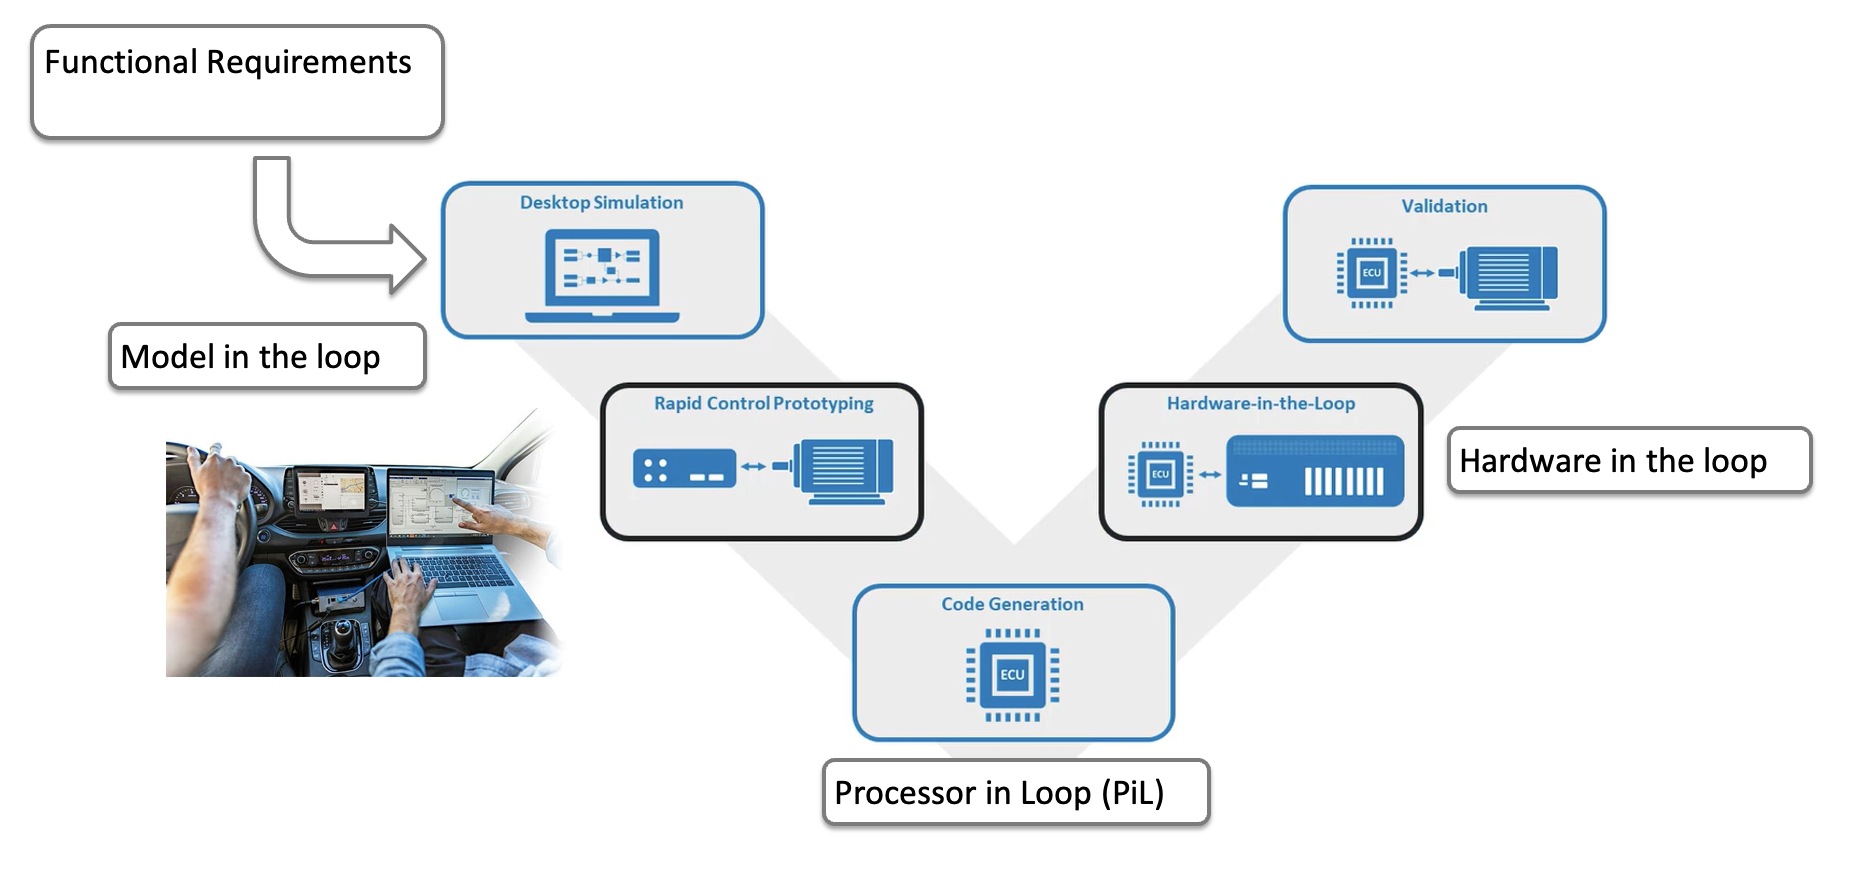 Functional Requirements
Desktop Simulation
Validation
ECU
Model in the loop
Rapid Control Prototyping
Hardware-in-the-Loop
ECU
Hardware in the loop
Code Generation
ECU
Processor in Loop (PiL)